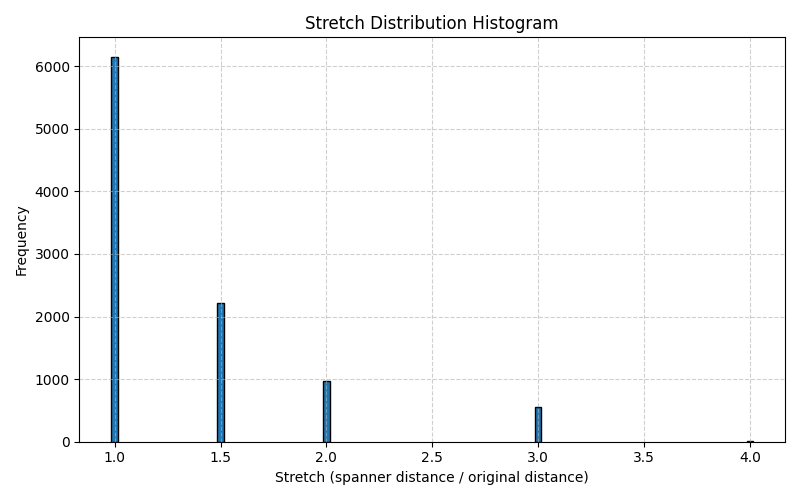 Stretch Distribution Histogram
6000
5000
4000
3000
2000
1000
0
Frequency
1.0 1.5 2.0 2.5 3.0 3.5 4.0
Stretch (spanner distance / original distance)